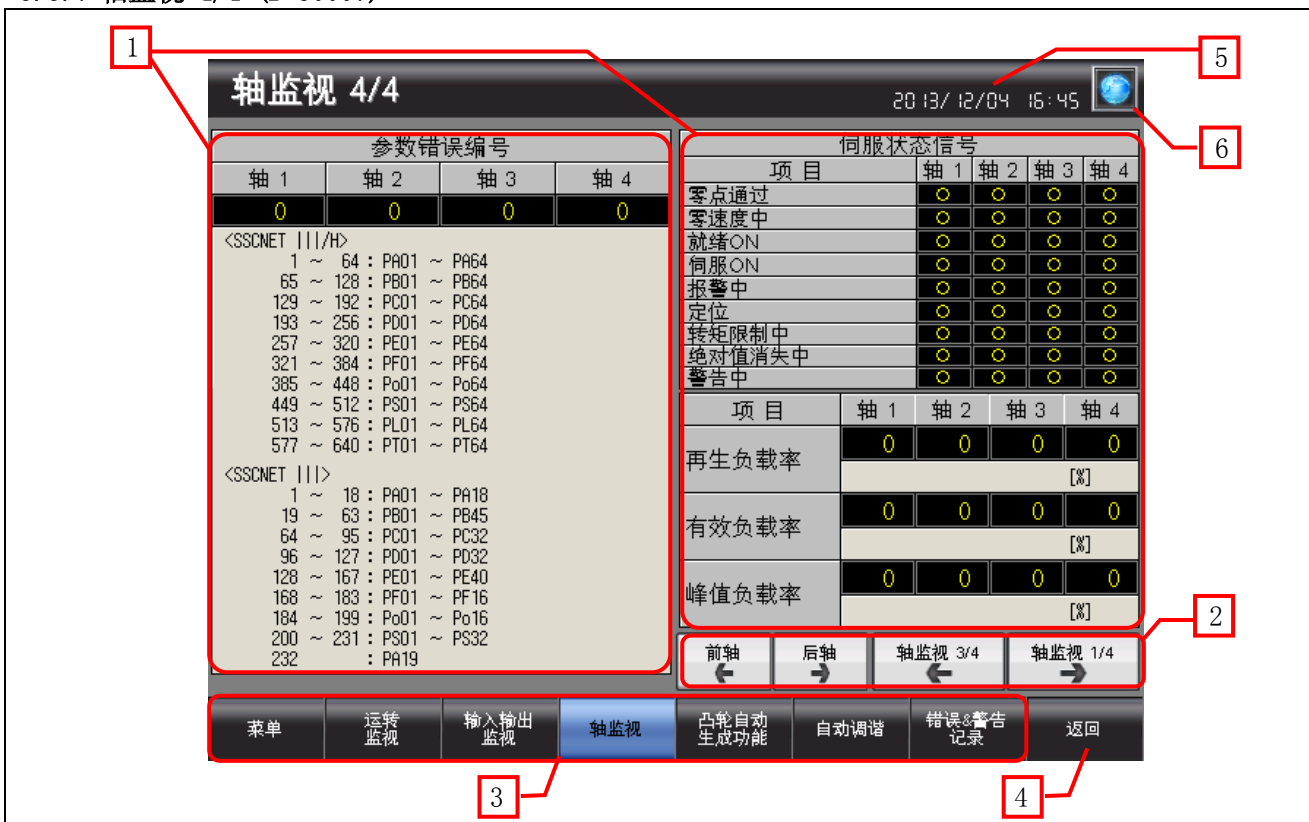 1
5
6
2
3
4
轴监视 4/4
2013/12/04 16:45
参数错误编号
轴 1 轴 2 轴 3 轴 4
0 0 0 0
<SSCNET |||/H>
1 ~ 64 : PA01 ~ PA64
65 ~ 128 : PB01 ~ PB64
129 ~ 192 : PC01 ~ PC64
193 ~ 256 : PD01 ~ PD64
257 ~ 320 : PE01 ~ PE64
321 ~ 384 : PF01 ~ PF64
385 ~ 448 : Po01 ~ Po64
449 ~ 512 : PS01 ~ PS64
513 ~ 576 : PL01 ~ PL64
577 ~ 640 : PT01 ~ PT64
<SSCNET |||>
1 ~ 18 : PA01 ~ PA18
19 ~ 63 : PB01 ~ PB45
64 ~ 95 : PC01 ~ PC32
96 ~ 127 : PD01 ~ PD32
128 ~ 167 : PE01 ~ PE40
168 ~ 183 : PF01 ~ PF16
184 ~ 199 : Po01 ~ Po16
200 ~ 231 : PS01 ~ PS32
232 : PA19
伺服状态信号
项目 轴 1 轴 2 轴 3 轴 4
零点通过
零速度中
就绪ON
伺服ON
报警中
定位
转矩限制中
绝对值消失中
警告中
项目 轴 1 轴 2 轴 3 轴 4
再生负载率 0 0 0 0
[%]
有效负载率 0 0 0 0
[%]
峰值负载率 0 0 0 0
[%]
前轴
后轴
轴监视 3/4
轴监视 1/4
菜单
运转
监视
输入输出
监视
轴监视
凸轮自动
生成功能
自动调谐
错误&警告
记录
返回